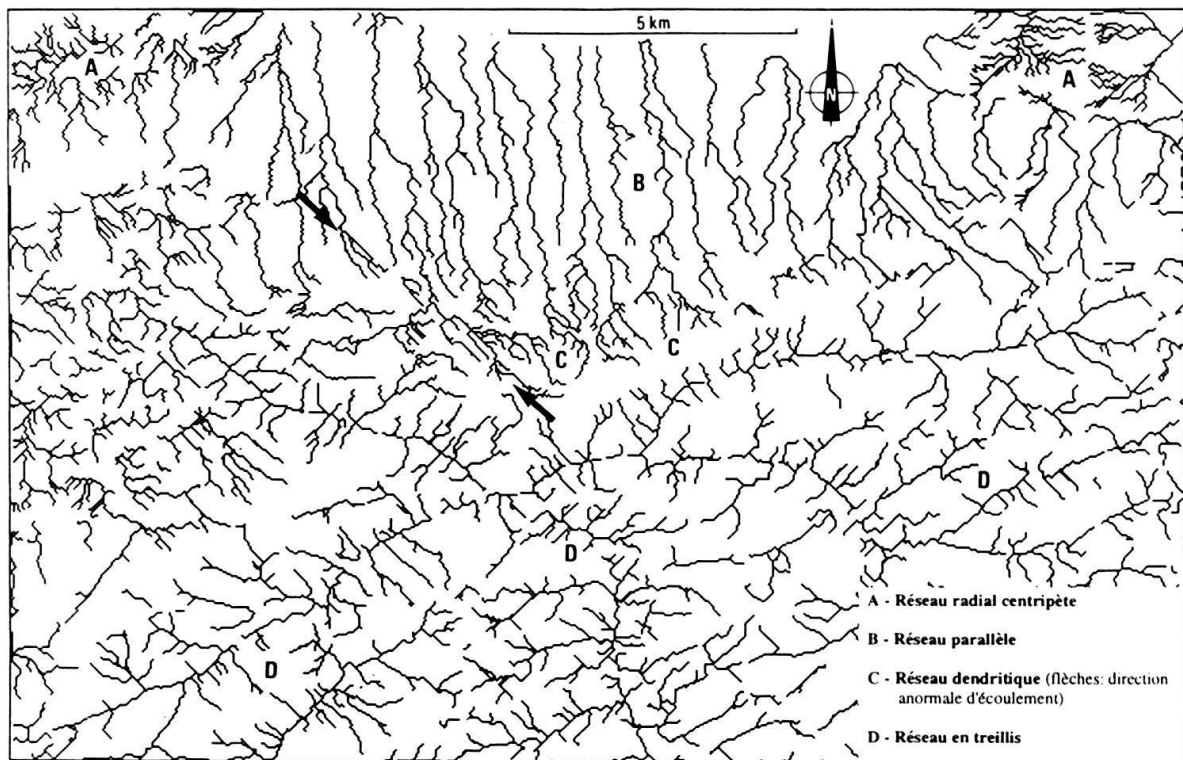 5 km
A
A
N
B
C
C
D
D
D
A - Réseau radial centripète
B - Réseau parallèle
C - Réseau dendritique (flèches: direction
anormale d'écoulement)
D - Réseau en treillis